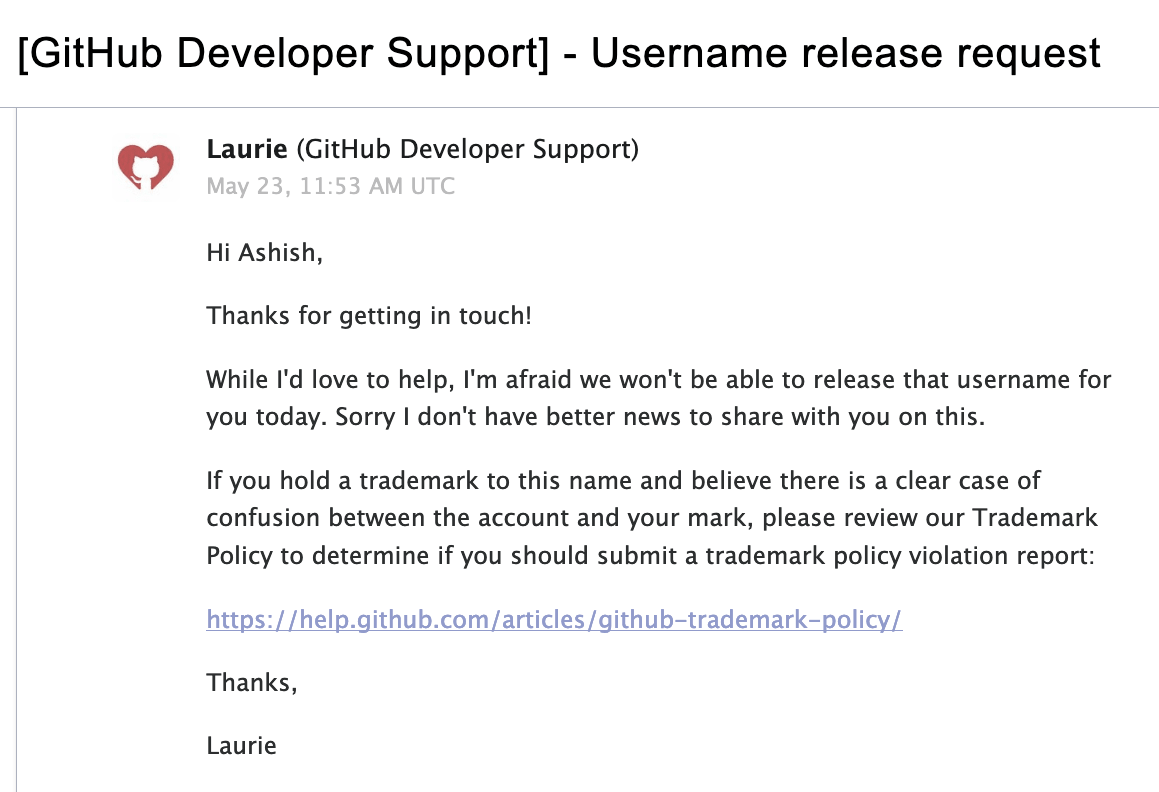 [GitHub Developer Support] - Username release request
Laurie (GitHub Developer Support)
May 23, 11:53 AM UTC
Hi Ashish,
Thanks for getting in touch!
While I'd love to help, I'm afraid we won't be able to release that username for
you today. Sorry I don't have better news to share with you on this.
If you hold a trademark to this name and believe there is a clear case of
confusion between the account and your mark, please review our Trademark
Policy to determine if you should submit a trademark policy violation report:
https://help.github.com/articles/github-trademark-policy/
Thanks,
Laurie